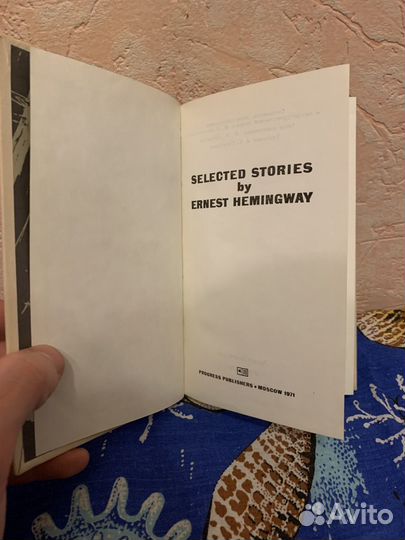 SELECTED STORIES
by
ERNEST HEMINGWAY
PROGRESS PUBLISHERS • MOSCOW 1971
Avito